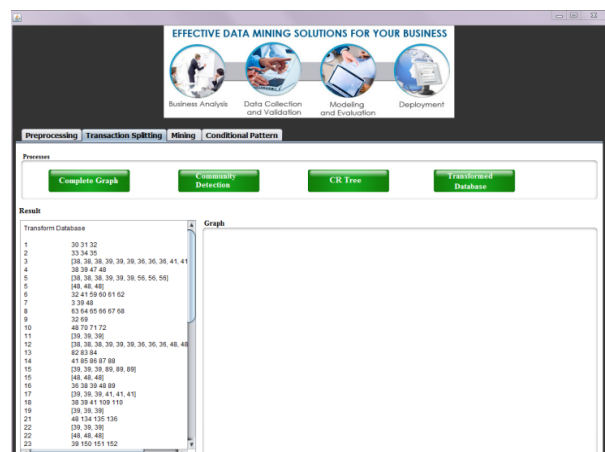 EFFECTIVE DATA MINING SOLUTIONS FOR YOUR BUSINESS
Business Analysis
Data Collection
and Validation
Modeling
and Evaluation
Deployment
Preprocessing Transaction Splitting Mining Conditional Pattern
Processes
Complete Graph
Community
Detection
CR Tree
Transformed
Database
Result
Graph
Transform Database
1 30 31 32
2 33 34 35
3 [38, 38, 38, 39, 39, 39, 36, 36, 36, 41, 41
4 38 39 47 48
5 [38, 38, 38, 39, 39, 39, 56, 56, 56]
5 [48, 48, 48]
6 32 41 59 60 61 62
7 3 39 48
8 63 64 65 66 67 68
9 32 69
10 48 70 71 72
11 [39, 39, 39]
12 [38, 38, 38, 39, 39, 39, 36, 36, 36, 48, 48
13 82 83 84
14 41 85 86 87 88
15 [39, 39, 39, 89, 89, 89]
15 [48, 48, 48]
16 36 38 39 48 89
17 [39, 39, 39, 41, 41, 41]
18 38 39 41 109 110
19 [39, 39, 39]
21 48 134 135 136
22 [39, 39, 39]
22 [48, 48, 48]
23 39 150 151 152